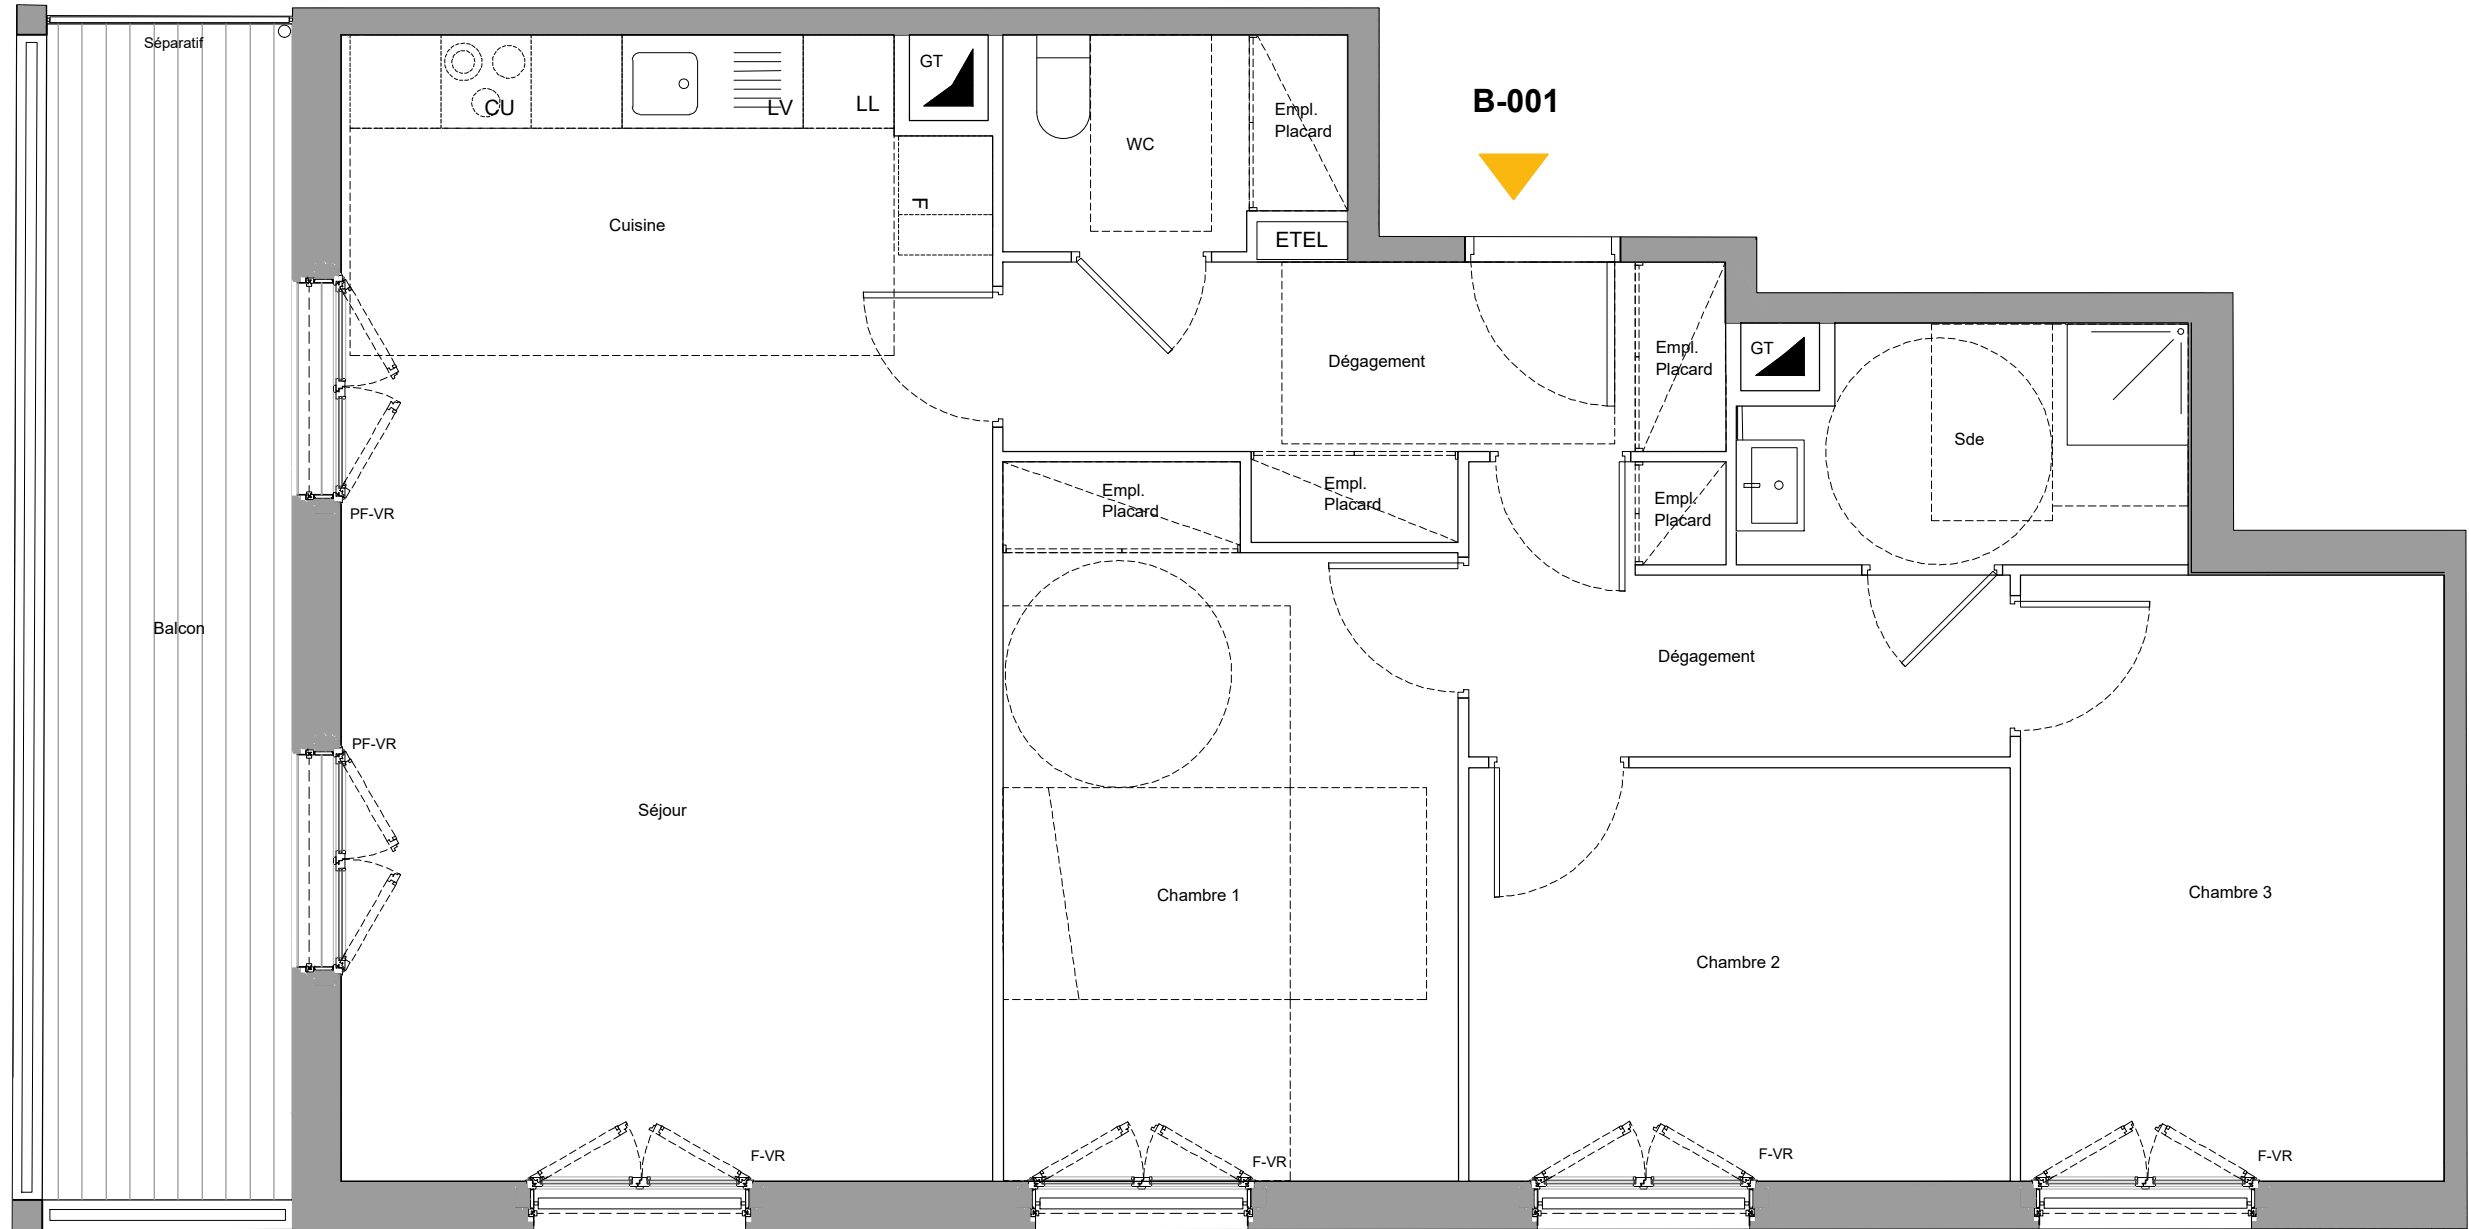 Séparatif
GT
B-001
CU
LV
LL
Empl.
Placard
WC
F
Cuisine
ETEL
Dégagement
Empl.
Placard
GT
Sde
Empl.
Placard
Empl.
Placard
Empl.
Placard
PF-VR
Balcon
Dégagement
PF-VR
Séjour
Chambre 1
Chambre 2
Chambre 3
F-VR
F-VR
F-VR
F-VR